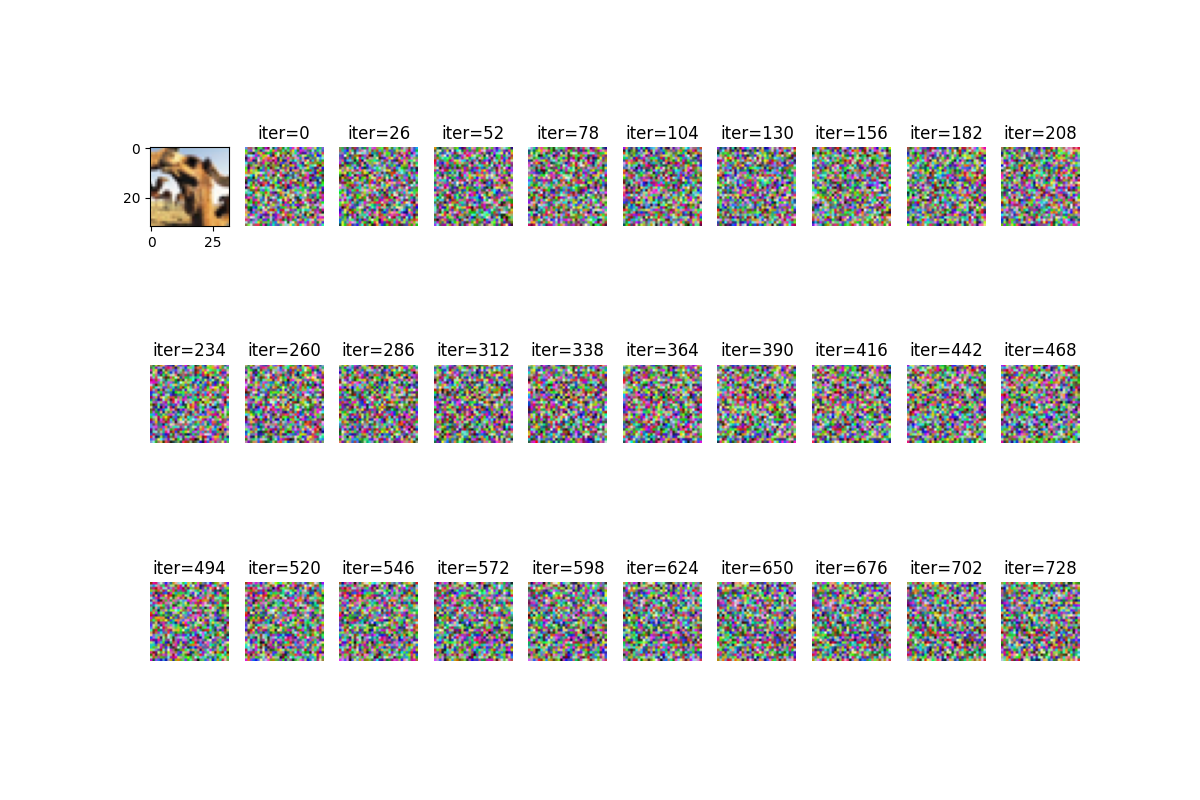 iter=0 iter=26 iter=52 iter=78 iter=104 iter=130 iter=156 iter=182 iter=208
0
20
0 25
iter=234 iter=260 iter=286 iter=312 iter=338 iter=364 iter=390 iter=416 iter=442 iter=468
iter=494 iter=520 iter=546 iter=572 iter=598 iter=624 iter=650 iter=676 iter=702 iter=728